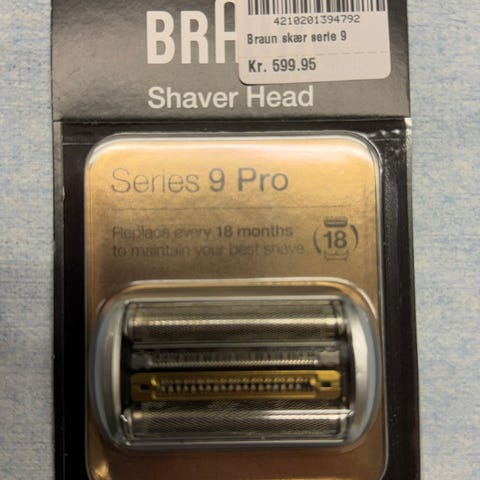 BRA
4210201394792
Braun skær serie 9
Kr. 599.95
Shaver Head
Series 9 Pro
Replace every 18 months
to maintain your best shave
18